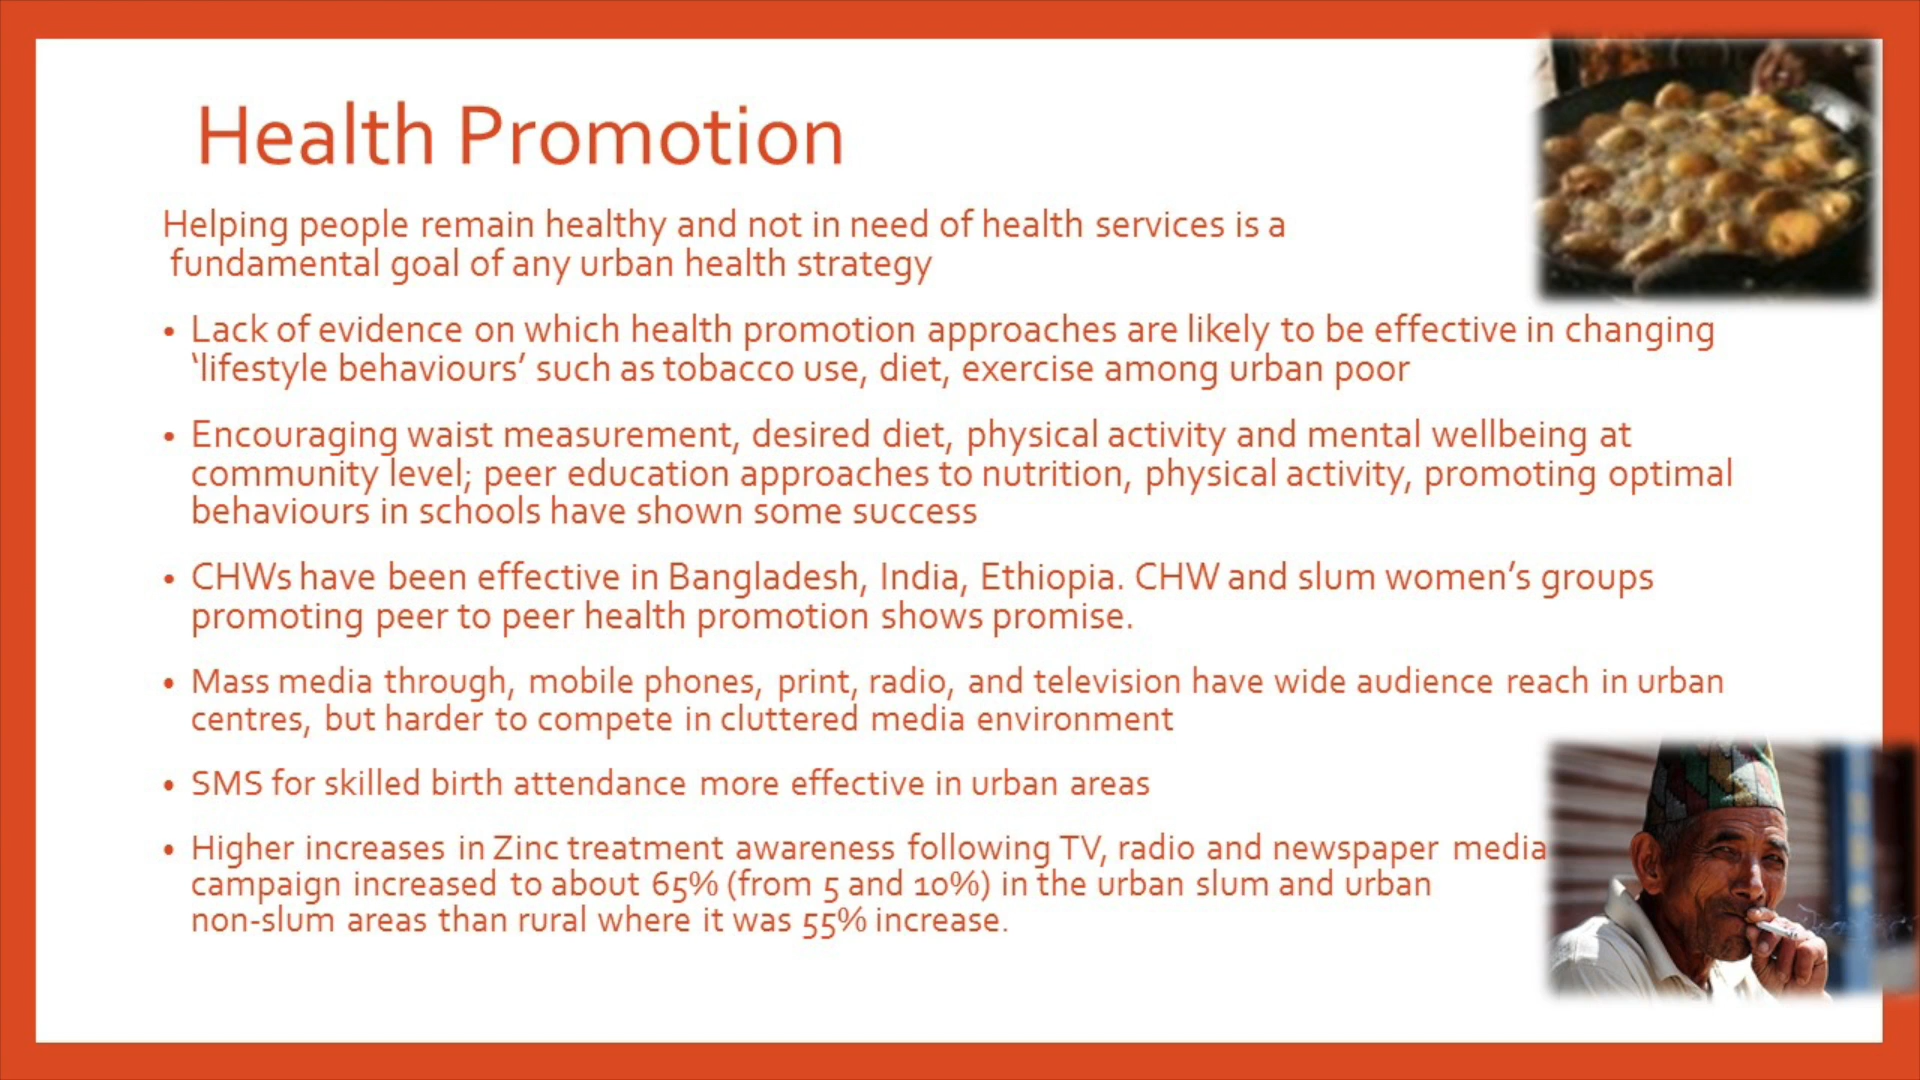 Health Promotion
Helping people remain healthy and not in need of health services is a
fundamental goal of any urban health strategy
• Lack of evidence on which health promotion approaches are likely to be effective in changing
‘lifestyle behaviours’ such as tobacco use, diet, exercise among urban poor
• Encouraging waist measurement, desired diet, physical activity and mental wellbeing at
community level; peer education approaches to nutrition, physical activity, promoting optimal
behaviours in schools have shown some success
• CHWs have been effective in Bangladesh, India, Ethiopia. CHW and slum women’s groups
promoting peer to peer health promotion shows promise.
• Mass media through, mobile phones, print, radio, and television have wide audience reach in urban
centres, but harder to compete in cluttered media environment
• SMS for skilled birth attendance more effective in urban areas
• Higher increases in Zinc treatment awareness following TV, radio and newspaper media
campaign increased to about 65% (from 5 and 10%) in the urban slum and urban
non-slum areas than rural where it was 55% increase.